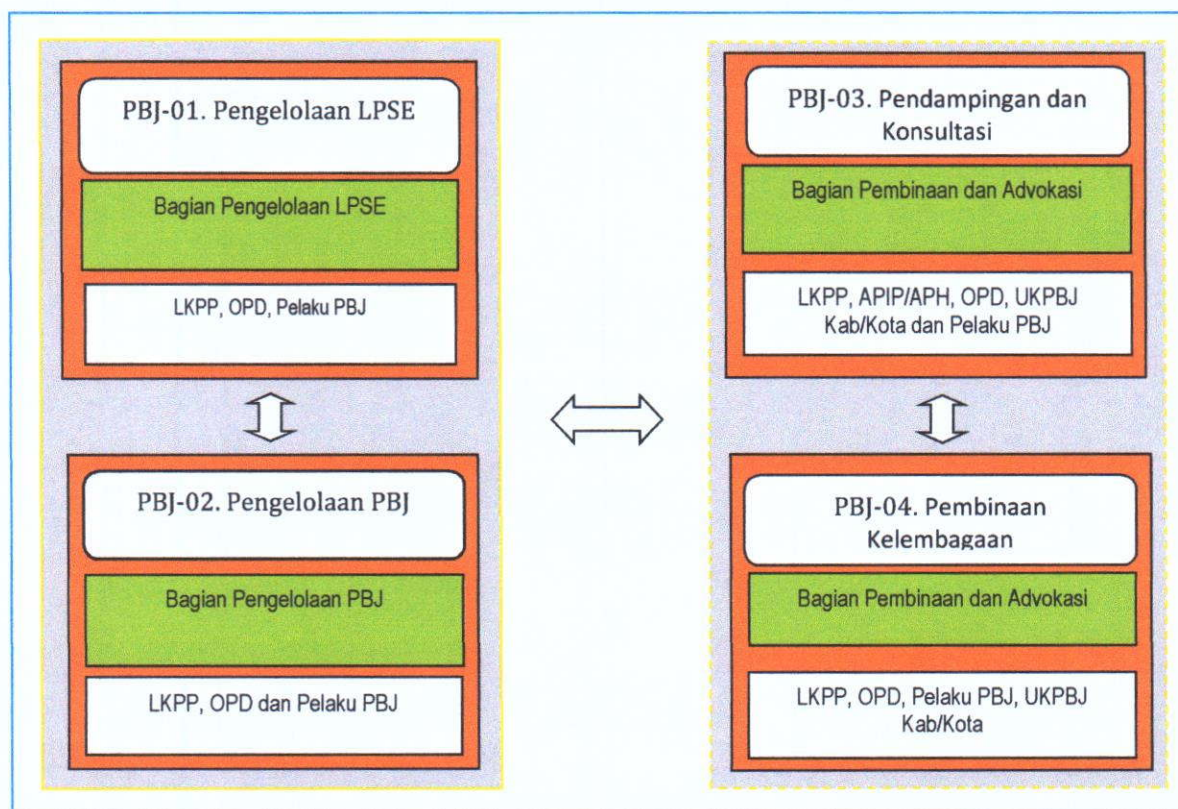 PBJ-01. Pengelolaan LPSE
Bagian Pengelolaan LPSE
LKPP, OPD, Pelaku PBJ
PBJ-02. Pengelolaan PBJ
Bagian Pengelolaan PBJ
LKPP, OPD dan Pelaku PBJ
PBJ-03. Pendampingan dan
Konsultasi
Bagian Pembinaan dan Advokasi
LKPP, APIP/APH, OPD, UKPBJ
Kab/Kota dan Pelaku PBJ
PBJ-04. Pembinaan
Kelembagaan
Bagian Pembinaan dan Advokasi
LKPP, OPD, Pelaku PBJ, UKPBJ
Kab/Kota